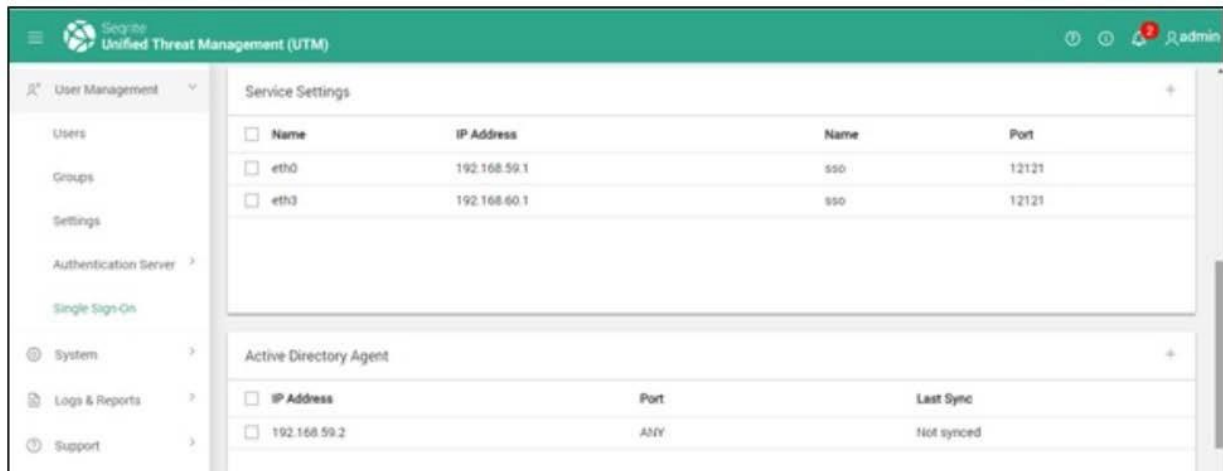 Seqrite
Unified Threat Management (UTM)
2
admin
User Management
Users
Groups
Settings
Authentication Server
Single Sign-On
System
Logs & Reports
Support
Service Settings
Name IP Address Name Port
eth0 192.168.59.1 sso 12121
eth3 192.168.60.1 sso 12121
Active Directory Agent
IP Address Port Last Sync
192.168.59.2 ANY Not synced